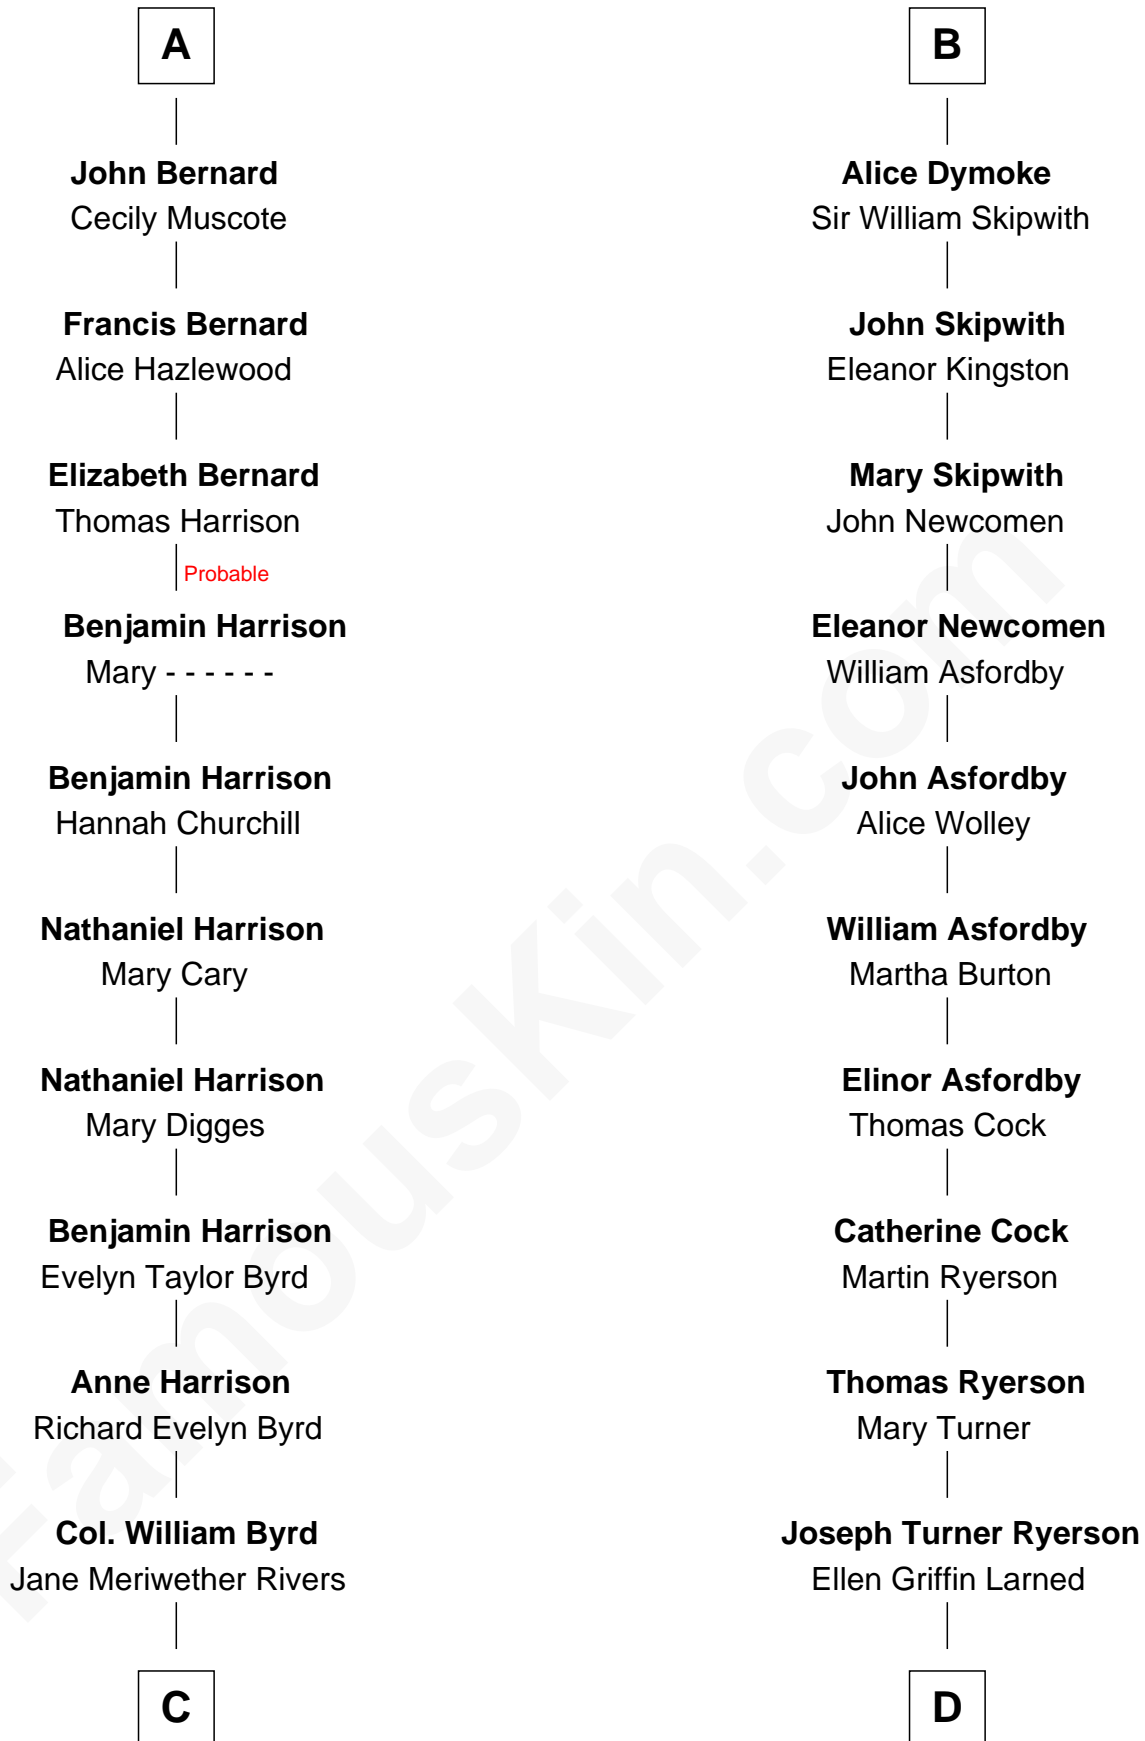 A
John Bernard
Cecily Muscote
Francis Bernard
Alice Hazlewood
Elizabeth Bernard
Thomas Harrison
Probable
Benjamin Harrison
Mary - - - - - -
Benjamin Harrison
Hannah Churchill
Nathaniel Harrison
Mary Cary
Nathaniel Harrison
Mary Digges
Benjamin Harrison
Evelyn Taylor Byrd
Anne Harrison
Richard Evelyn Byrd
Col. William Byrd
Jane Meriwether Rivers
C
B
Alice Dymoke
Sir William Skipwith
John Skipwith
Eleanor Kingston
Mary Skipwith
John Newcomen
Eleanor Newcomen
William Asfordby
John Asfordby
Alice Wolley
William Asfordby
Martha Burton
Elinor Asfordby
Thomas Cock
Catherine Cock
Martin Ryerson
Thomas Ryerson
Mary Turner
Joseph Turner Ryerson
Ellen Griffin Larned
D
FamousKin.com